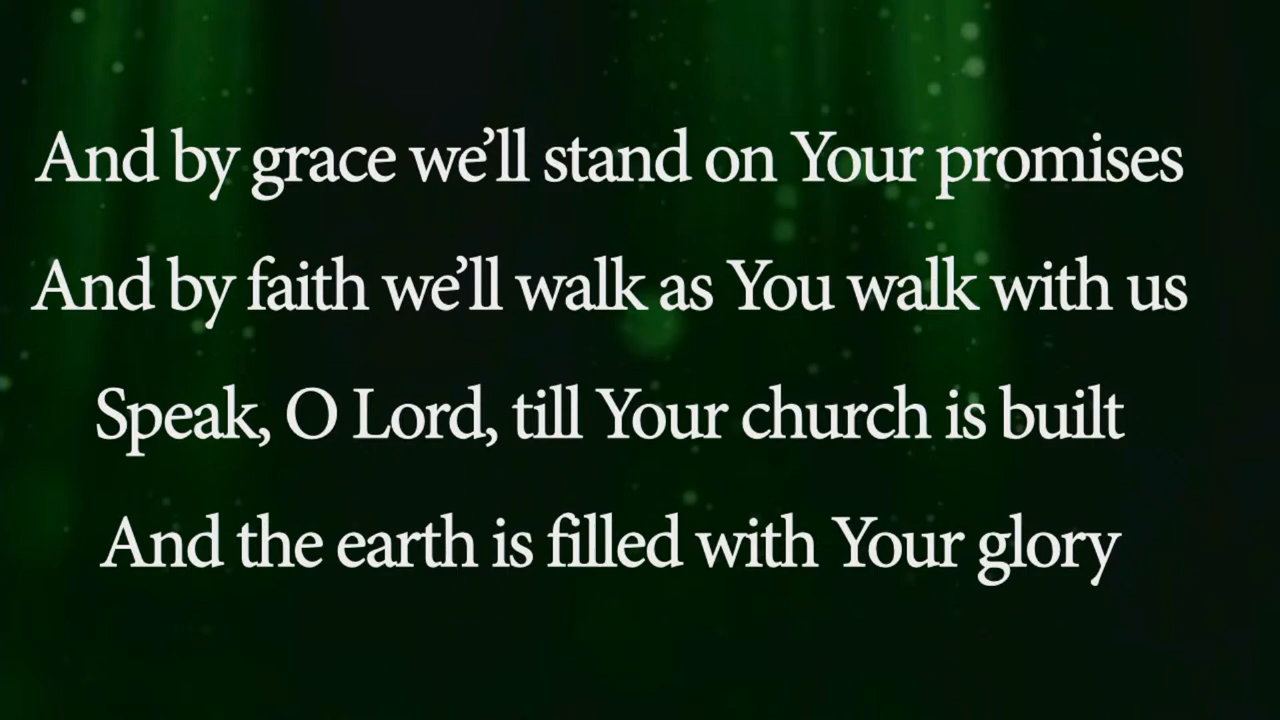 And by grace we’ll stand on Your promises
And by faith we’ll walk as You walk with us
Speak, O Lord, till Your church is built
And the earth is filled with Your glory